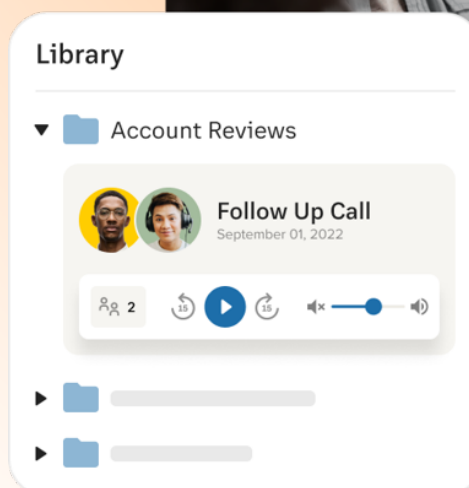 Library
Account Reviews
Follow Up Call
September 01, 2022
2
15
15